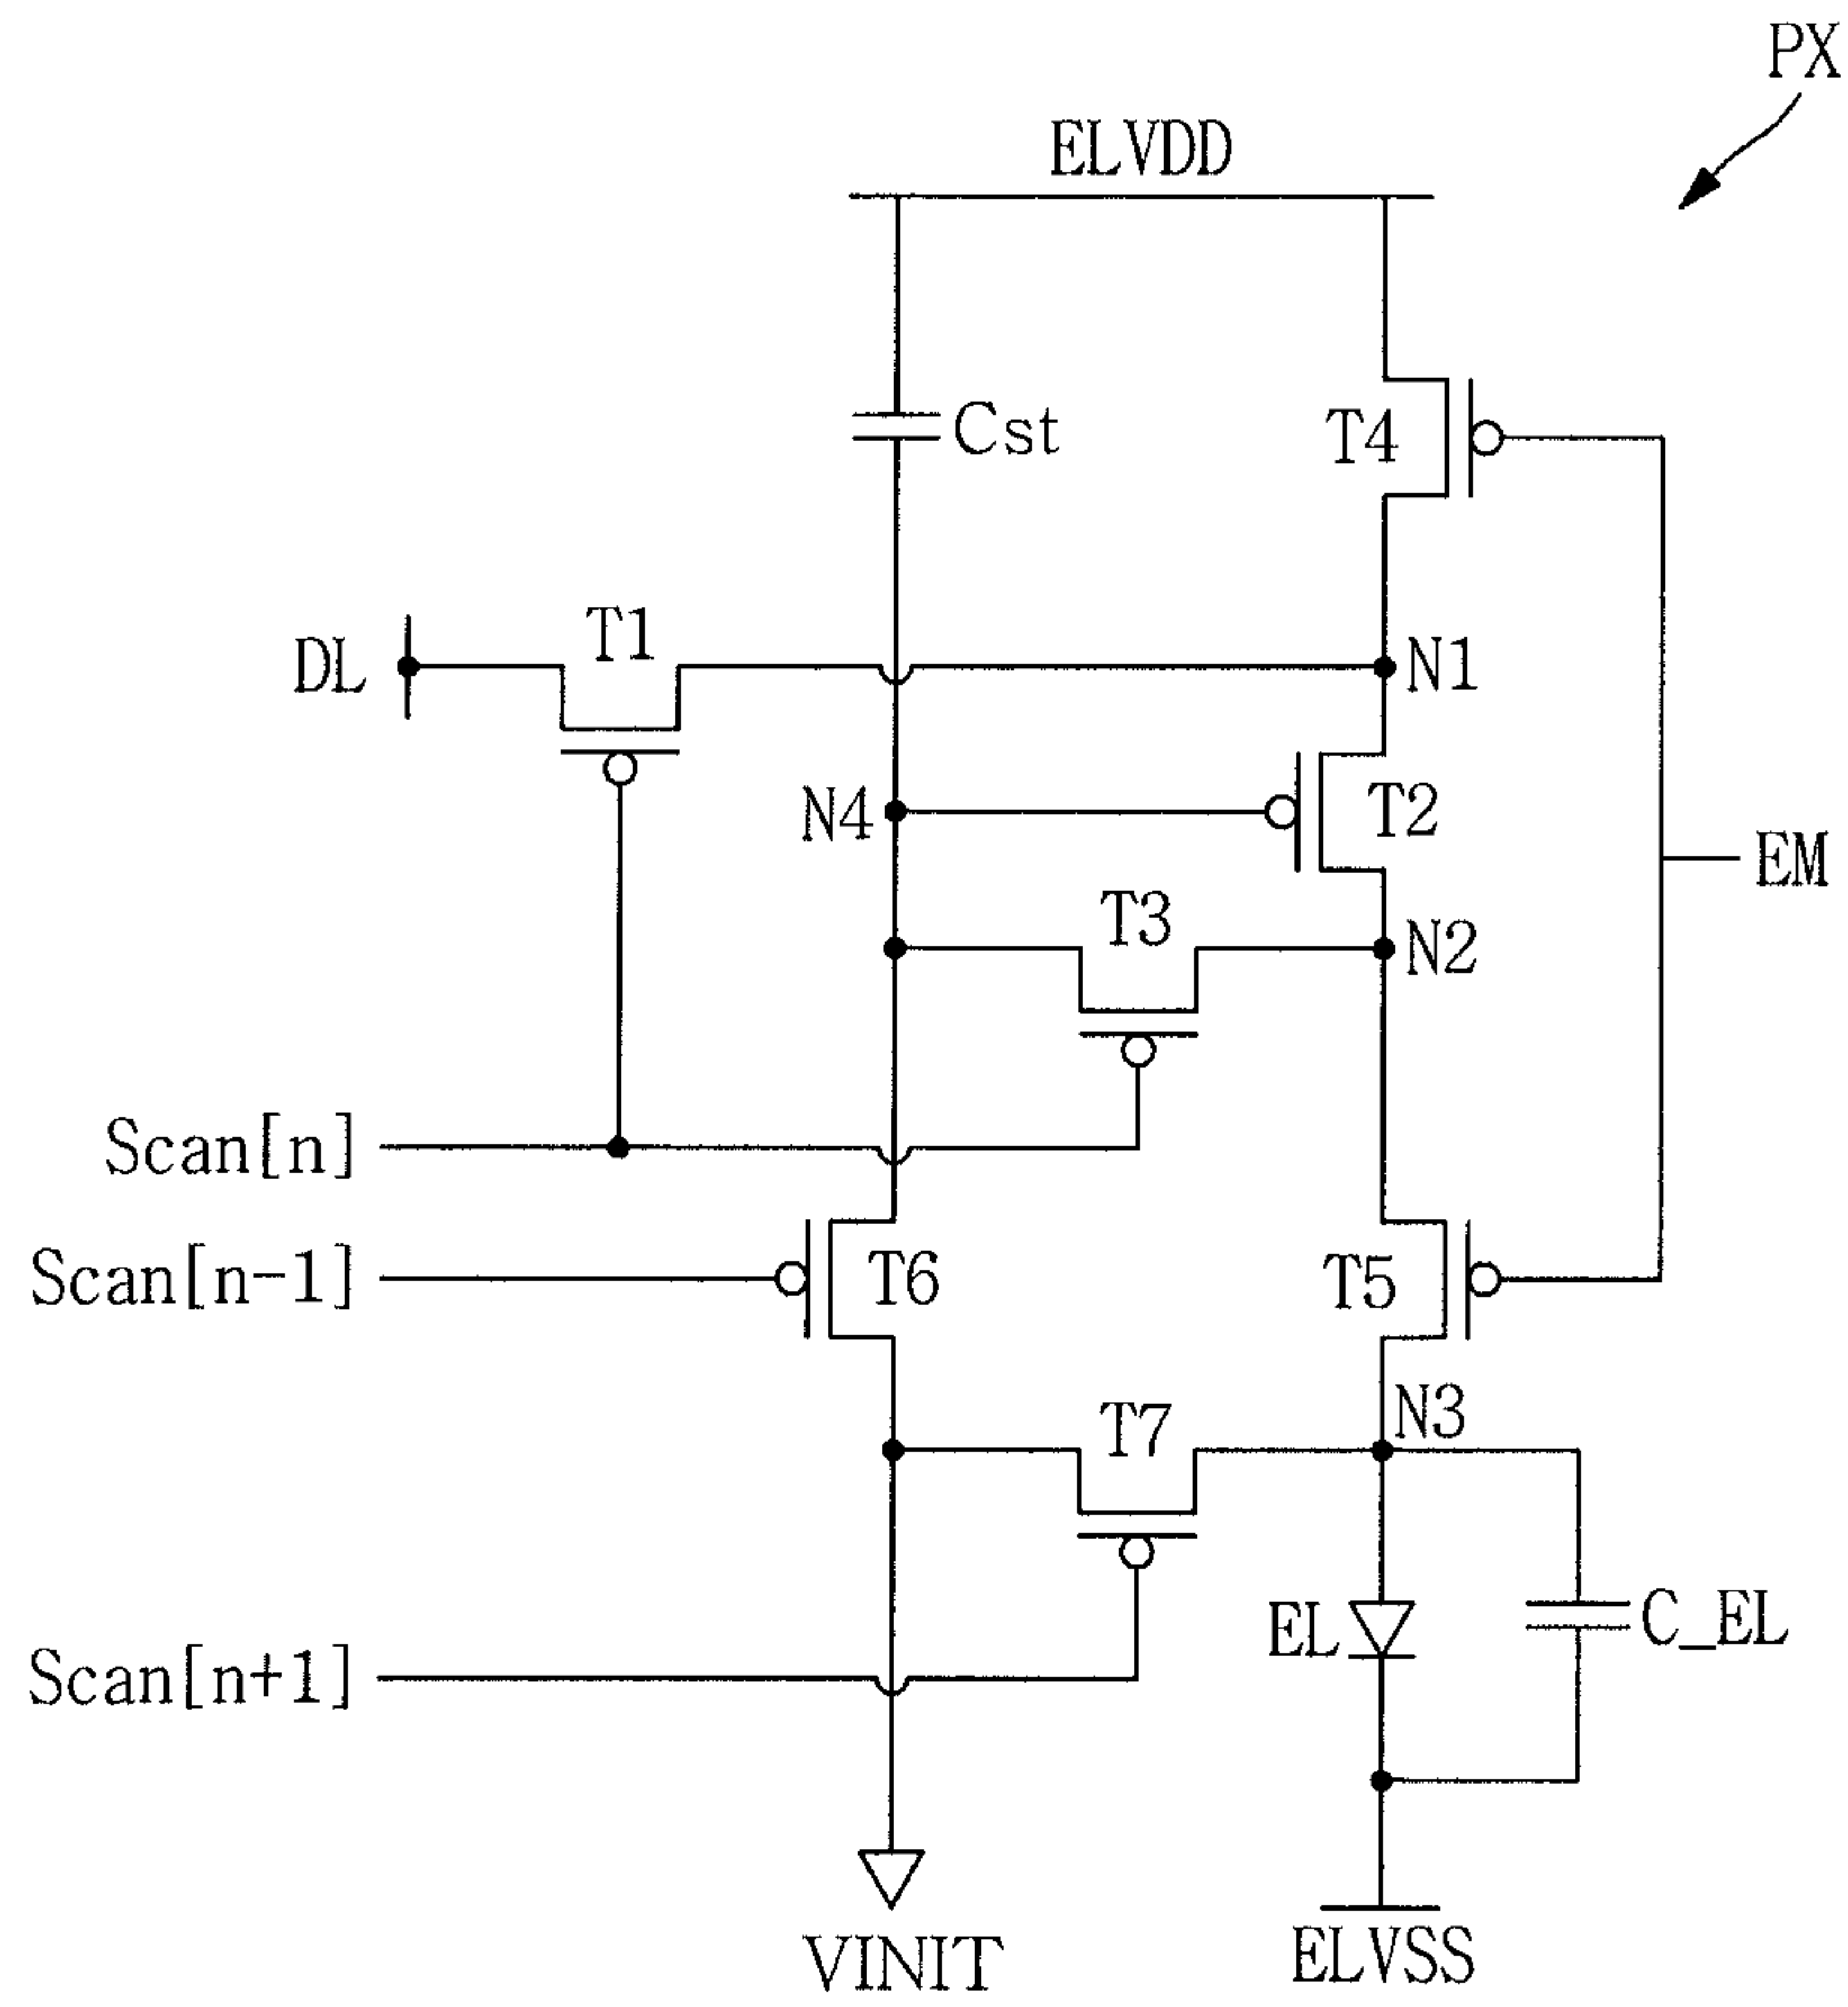 PX
ELVDD
Cst
T4
T1
DL
N1
N4
T2
EM
T3
N2
Scan[n]
Scan[n-1]
T6
T5
T7
N3
EL
C_EL
Scan[n+1]
VINIT
ELVSS